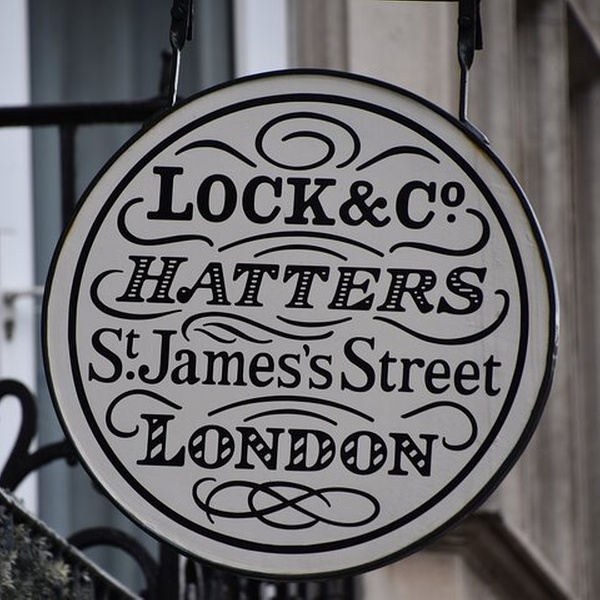 LOCK & Cº
HATTERS
St. James's Street
LONDON